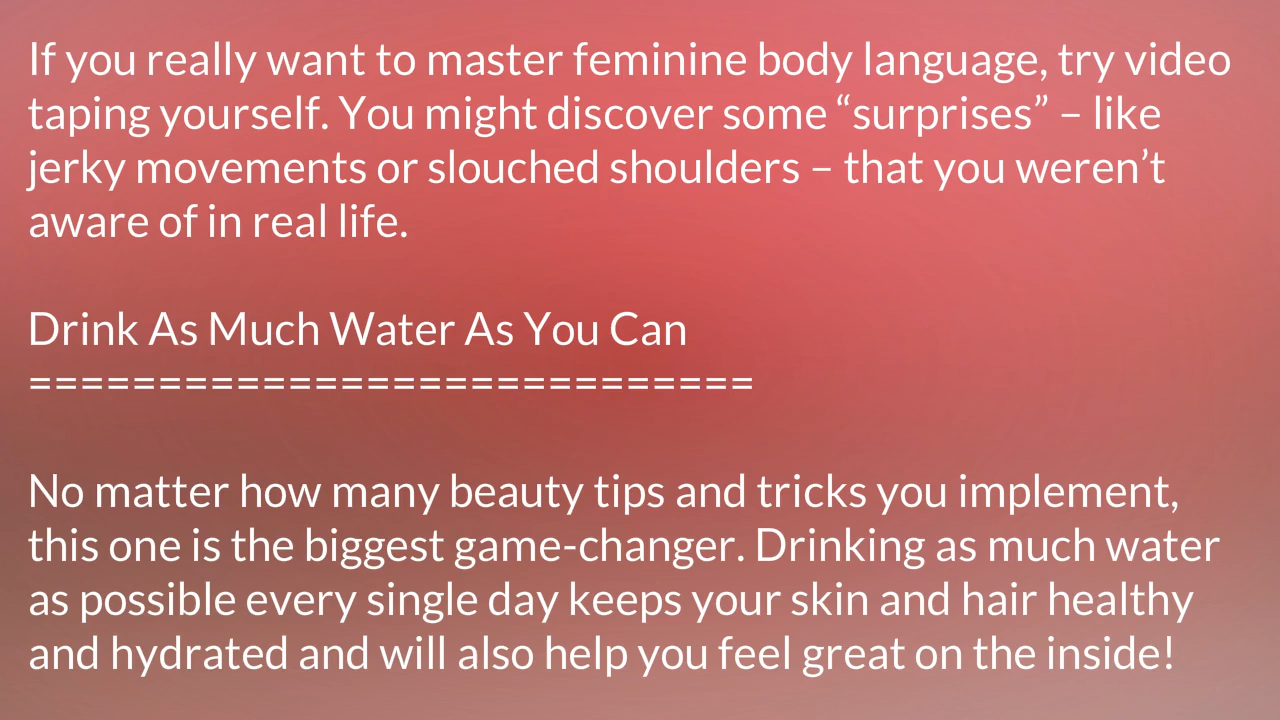 If you really want to master feminine body language, try video
taping yourself. You might discover some “surprises” – like
jerky movements or slouched shoulders – that you weren’t
aware of in real life.
Drink As Much Water As You Can
============================
No matter how many beauty tips and tricks you implement,
this one is the biggest game-changer. Drinking as much water
as possible every single day keeps your skin and hair healthy
and hydrated and will also help you feel great on the inside!